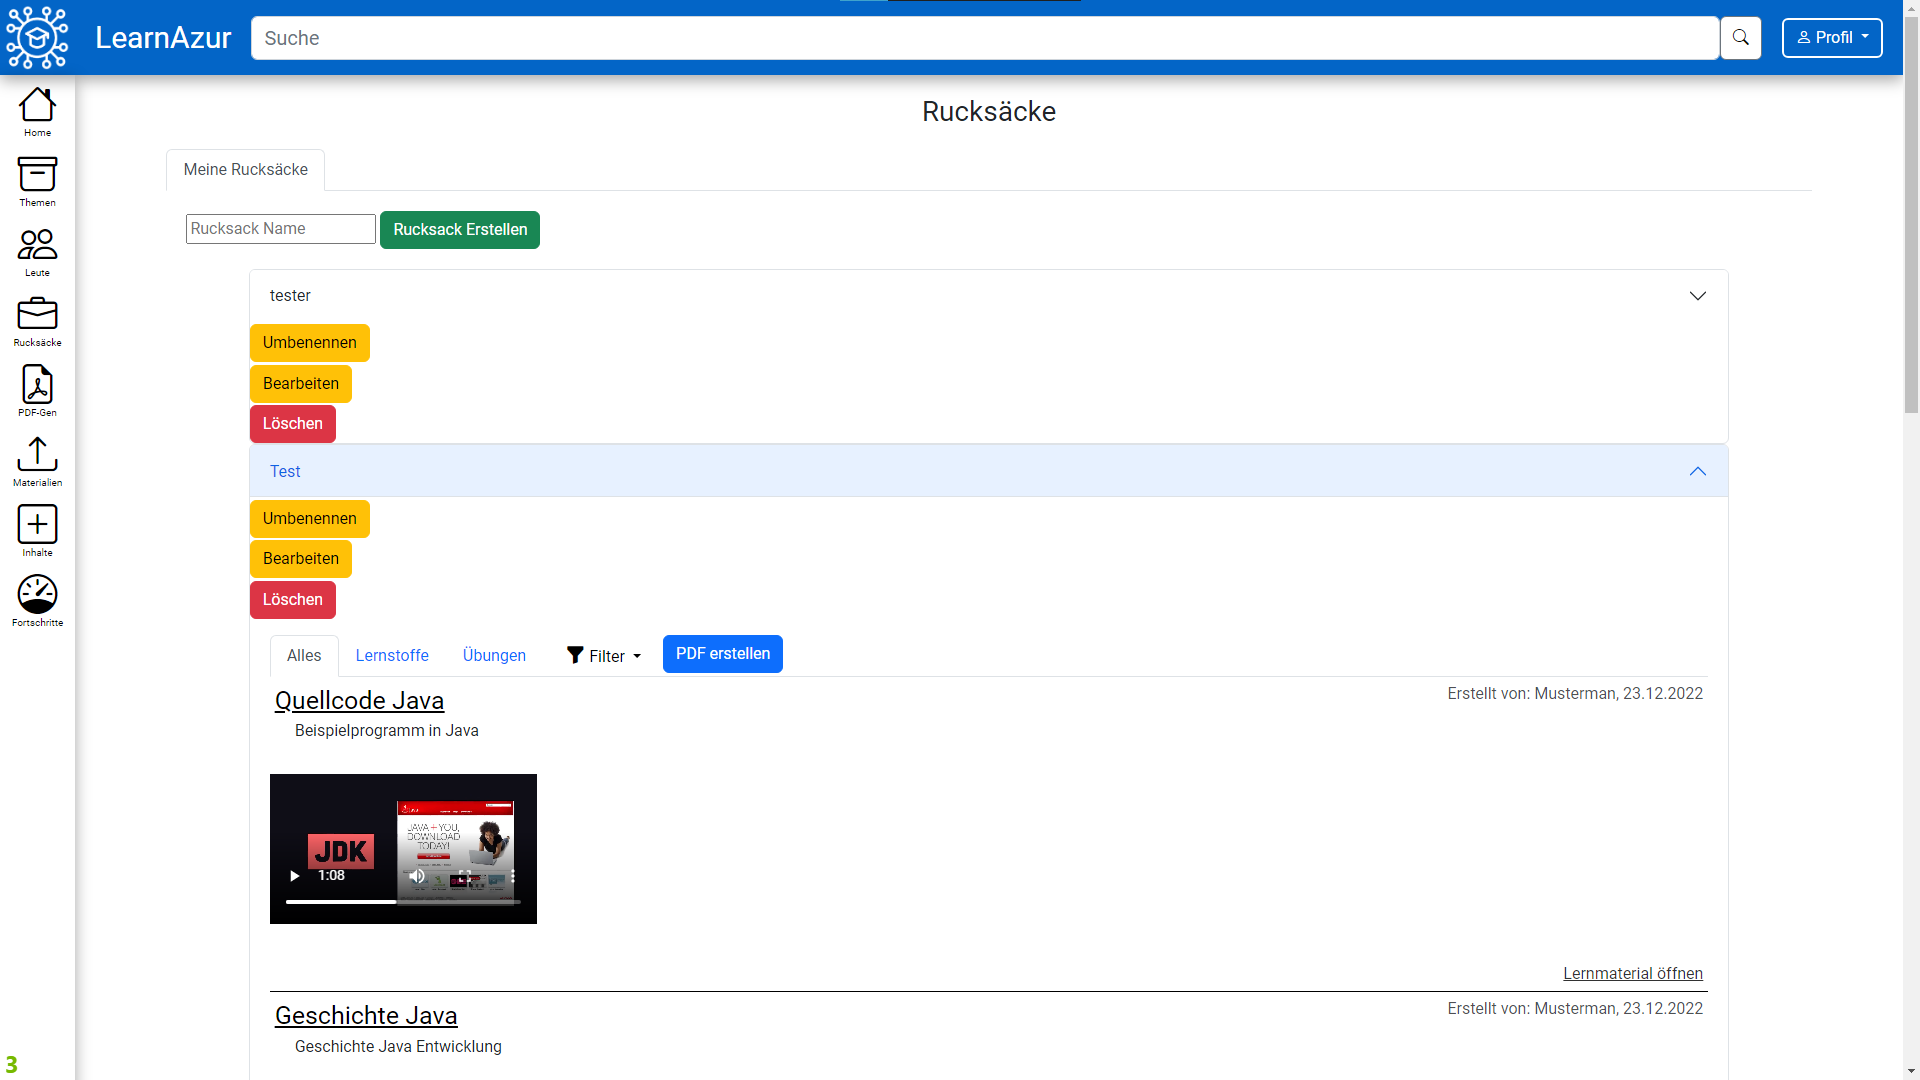 LearnAzur
Suche
Profil
Home
Themen
Leute
Rucksäcke
PDF-Gen
Materialien
Inhalte
Fortschritte
Rucksäcke
Meine Rucksäcke
Rucksack Name
Rucksack Erstellen
tester
Umbenennen
Bearbeiten
Löschen
Test
Umbenennen
Bearbeiten
Löschen
Alles Lernstoffe Übungen Filter PDF erstellen
Quellcode Java
Erstellt von: Musterman, 23.12.2022
Beispielprogramm in Java
JAVA + YOU,
DOWNLOAD
TODAY!
JDK
1:08
Lernmaterial öffnen
Geschichte Java
Erstellt von: Musterman, 23.12.2022
Geschichte Java Entwicklung
3